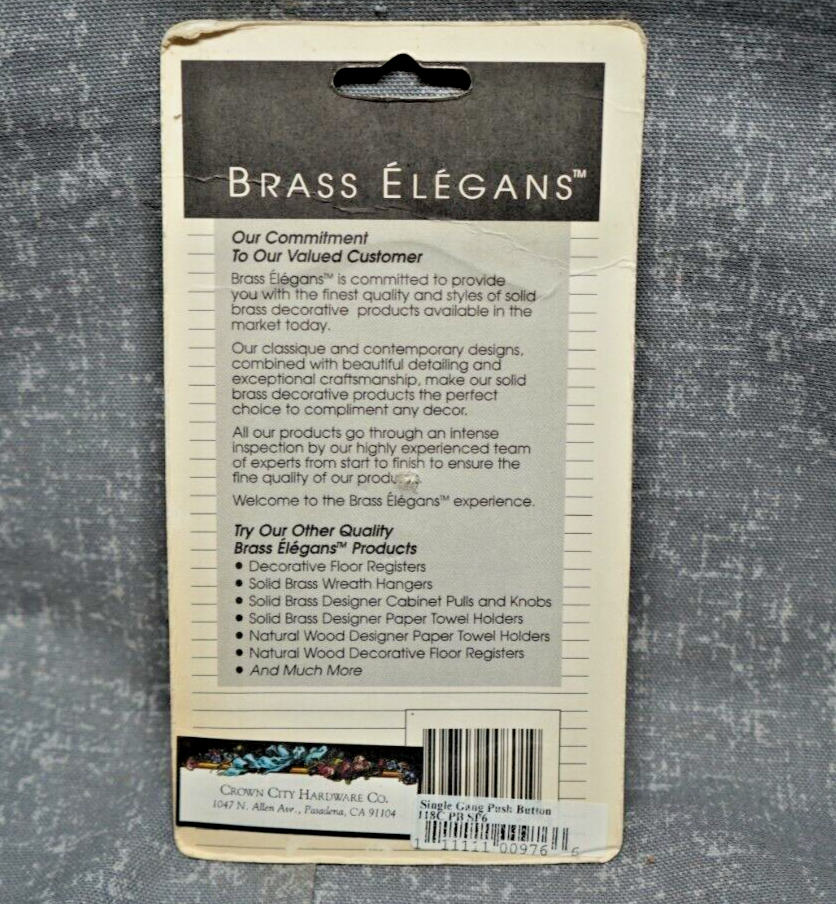 BRASS ÉLÉGANS™
Our Commitment
To Our Valued Customer
Brass Élégans™ is committed to provide
you with the finest quality and styles of solid
brass decorative products available in the
market today.
Our classique and contemporary designs,
combined with beautiful detailing and
exceptional craftsmanship, make our solid
brass decorative products the perfect
choice to compliment any decor.
All our products go through an intense
inspection by our highly experienced team
of experts from start to finish to ensure the
fine quality of our
Welcome to the Brass Élégans™ experience.
Try Our Other Quality
Brass Élégans™ Products
• Decorative Floor Registers
• Solid Brass Wreath Hangers
• Solid Brass Designer Cabinet Pulls and Knobs
• Solid Brass Designer Paper Towel Holders
• Natural Wood Designer Paper Towel Holders
• Natural Wood Decorative Floor Registers
• And Much More
CROWN CITY HARDWARE CO.
1047 N. Allen Ave., Pasadena, CA 91104
Single Gang Push Button
118C PB SF6
1 11111 00976 6